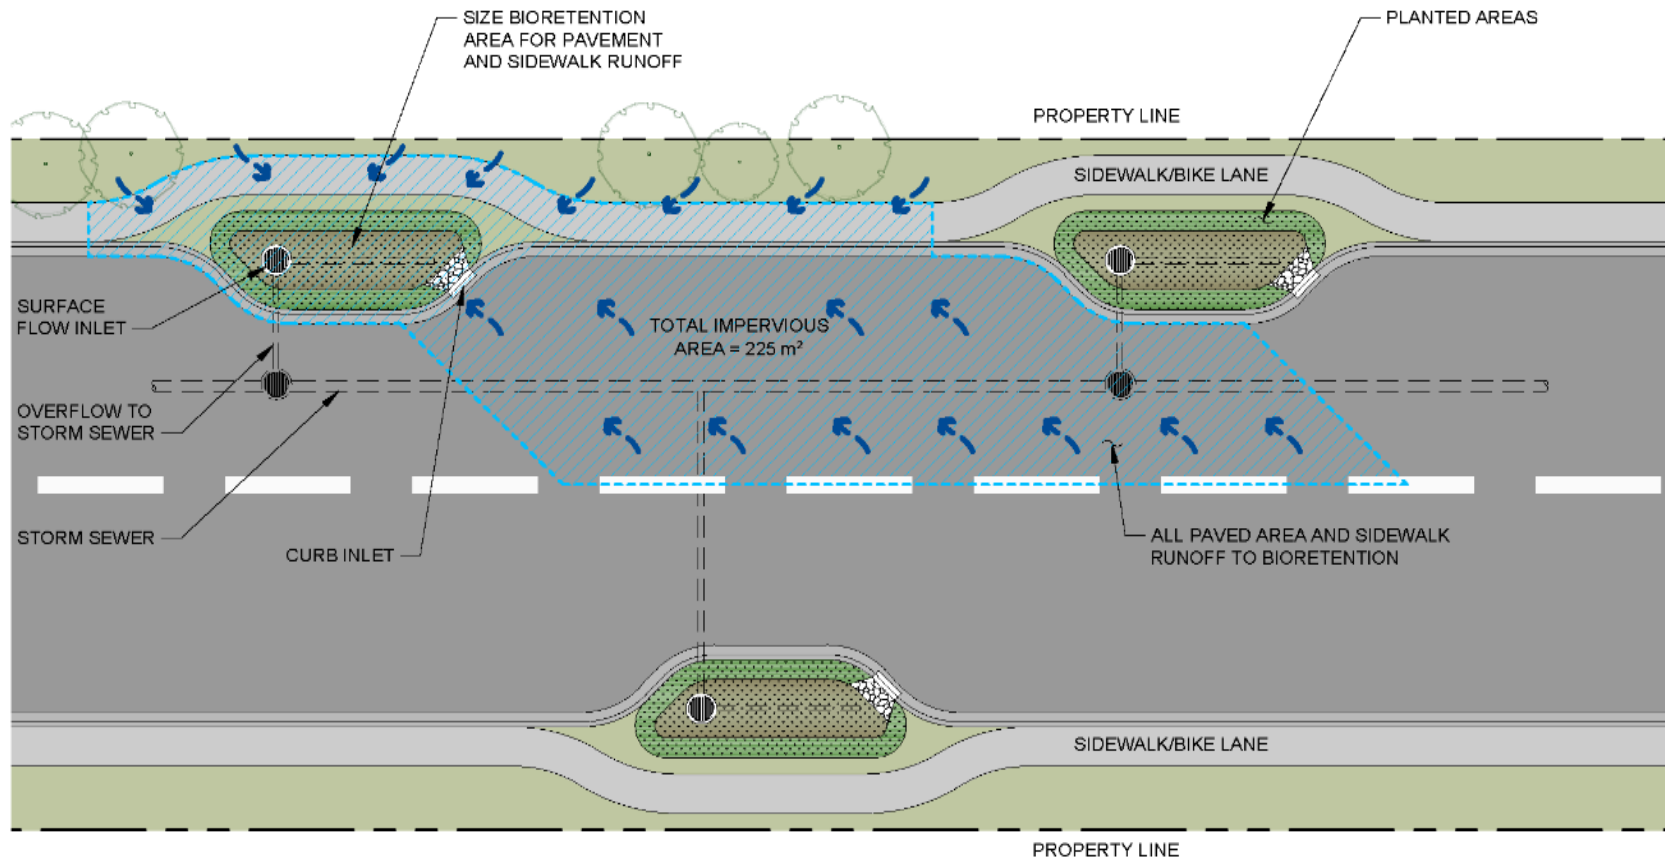 SIZE BIORETENTION
AREA FOR PAVEMENT
AND SIDEWALK RUNOFF
PLANTED AREAS
PROPERTY LINE
SIDEWALK/BIKE LANE
SURFACE
FLOW INLET
TOTAL IMPERVIOUS
AREA = 225 m²
OVERFLOW TO
STORM SEWER
STORM SEWER
CURB INLET
ALL PAVED AREA AND SIDEWALK
RUNOFF TO BIORETENTION
SIDEWALK/BIKE LANE
PROPERTY LINE